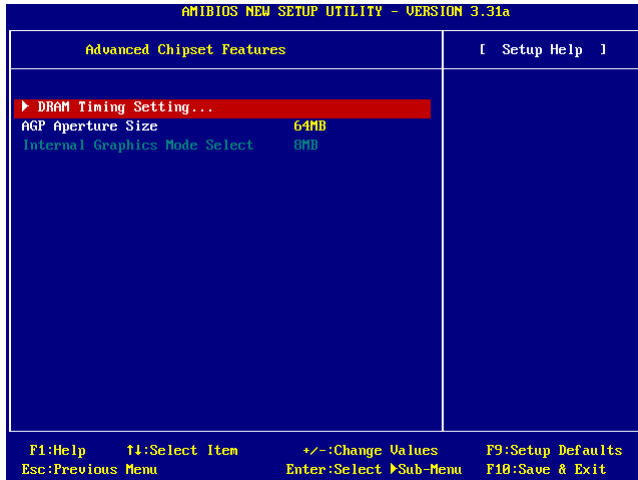 AMIBIOS NEW SETUP UTILITY - VERSION 3.31a
Advanced Chipset Features
[ Setup Help ]
▶ DRAM Timing Setting...
AGP Aperture Size 64MB
Internal Graphics Mode Select 8MB
F1:Help ↑↓:Select Item +/-:Change Values F9:Setup Defaults
Esc:Previous Menu Enter:Select ▶Sub-Menu F10:Save & Exit